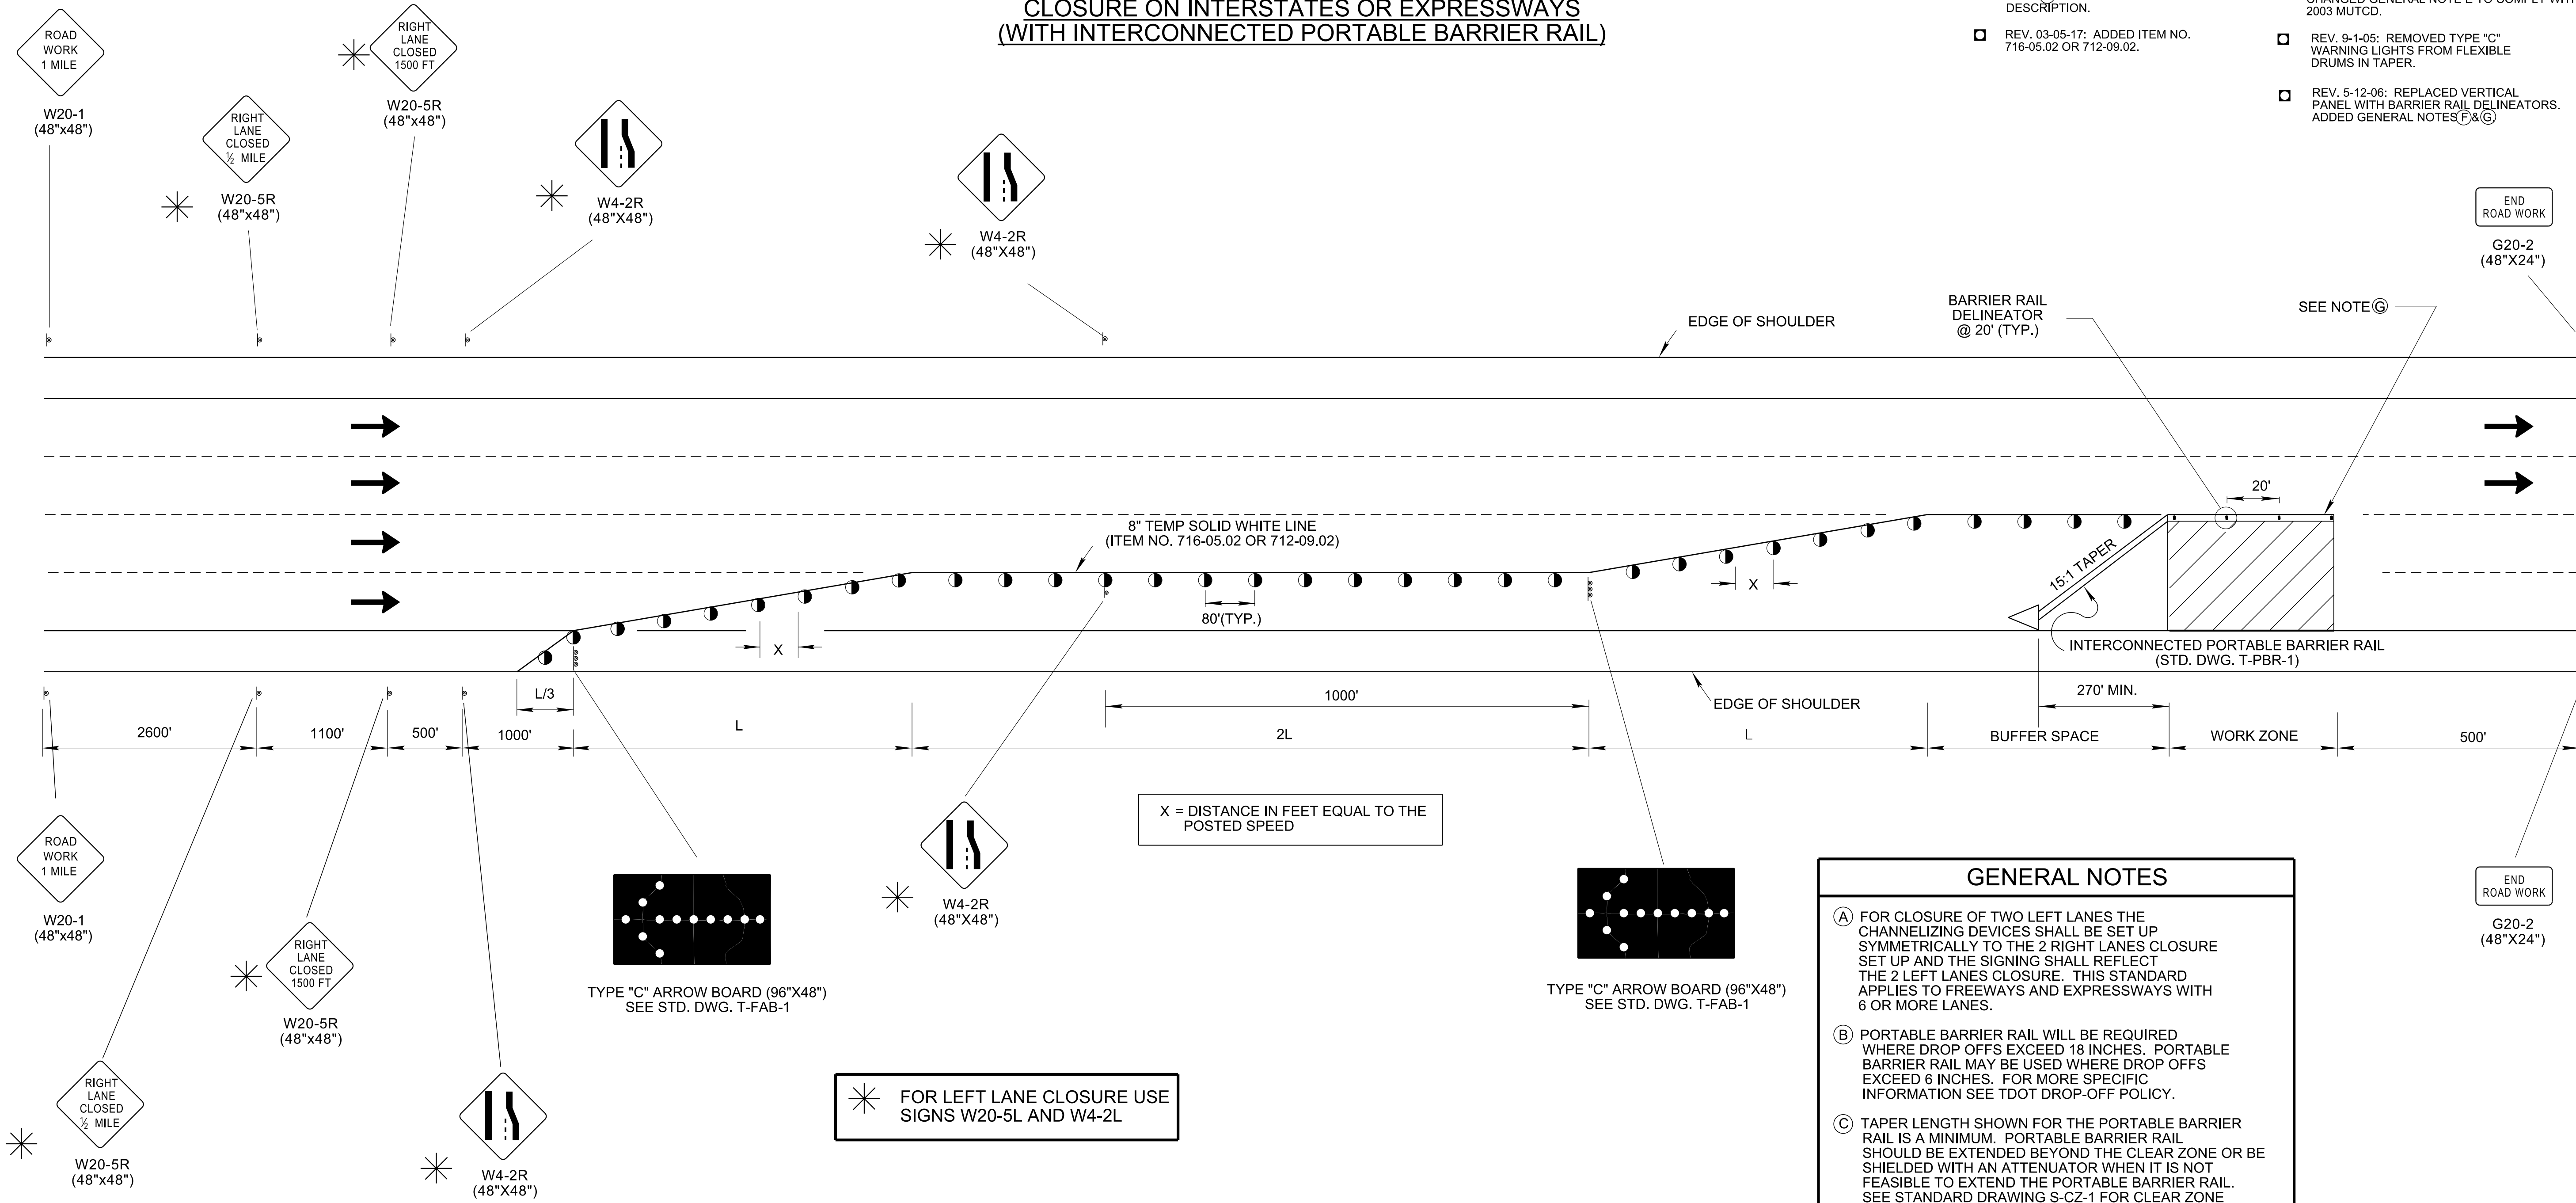 CLOSURE ON INTERSTATES OR EXPRESSWAYS
(WITH INTERCONNECTED PORTABLE BARRIER RAIL)
DESCRIPTION.
REV. 03-05-17: ADDED ITEM NO.
716-05.02 OR 712-09.02.
2003 MUTCD.
REV. 9-1-05: REMOVED TYPE "C"
WARNING LIGHTS FROM FLEXIBLE
DRUMS IN TAPER.
REV. 5-12-06: REPLACED VERTICAL
PANEL WITH BARRIER RAIL DELINEATORS.
ADDED GENERAL NOTES F & G.
ROAD
WORK
1 MILE
W20-1
(48"x48")
RIGHT
LANE
CLOSED
½ MILE
W20-5R
(48"x48")
RIGHT
LANE
CLOSED
1500 FT
W20-5R
(48"x48")
W4-2R
(48"X48")
W4-2R
(48"X48")
END
ROAD WORK
G20-2
(48"X24")
EDGE OF SHOULDER
BARRIER RAIL
DELINEATOR
@ 20' (TYP.)
SEE NOTE G
20'
8" TEMP SOLID WHITE LINE
(ITEM NO. 716-05.02 OR 712-09.02)
X
80'(TYP.)
X
15:1 TAPER
INTERCONNECTED PORTABLE BARRIER RAIL
(STD. DWG. T-PBR-1)
L/3
1000'
EDGE OF SHOULDER
270' MIN.
2600'
1100'
500'
1000'
L
2L
L
BUFFER SPACE
WORK ZONE
500'
ROAD
WORK
1 MILE
W20-1
(48"x48")
RIGHT
LANE
CLOSED
½ MILE
W20-5R
(48"x48")
RIGHT
LANE
CLOSED
1500 FT
W20-5R
(48"x48")
W4-2R
(48"X48")
TYPE "C" ARROW BOARD (96"X48")
SEE STD. DWG. T-FAB-1
W4-2R
(48"X48")
X = DISTANCE IN FEET EQUAL TO THE
POSTED SPEED
TYPE "C" ARROW BOARD (96"X48")
SEE STD. DWG. T-FAB-1
FOR LEFT LANE CLOSURE USE
SIGNS W20-5L AND W4-2L
END
ROAD WORK
G20-2
(48"X24")
GENERAL NOTES
A FOR CLOSURE OF TWO LEFT LANES THE
CHANNELIZING DEVICES SHALL BE SET UP
SYMMETRICALLY TO THE 2 RIGHT LANES CLOSURE
SET UP AND THE SIGNING SHALL REFLECT
THE 2 LEFT LANES CLOSURE. THIS STANDARD
APPLIES TO FREEWAYS AND EXPRESSWAYS WITH
6 OR MORE LANES.
B PORTABLE BARRIER RAIL WILL BE REQUIRED
WHERE DROP OFFS EXCEED 18 INCHES. PORTABLE
BARRIER RAIL MAY BE USED WHERE DROP OFFS
EXCEED 6 INCHES. FOR MORE SPECIFIC
INFORMATION SEE TDOT DROP-OFF POLICY.
C TAPER LENGTH SHOWN FOR THE PORTABLE BARRIER
RAIL IS A MINIMUM. PORTABLE BARRIER RAIL
SHOULD BE EXTENDED BEYOND THE CLEAR ZONE OR BE
SHIELDED WITH AN ATTENUATOR WHEN IT IS NOT
FEASIBLE TO EXTEND THE PORTABLE BARRIER RAIL.
SEE STANDARD DRAWING S-CZ-1 FOR CLEAR ZONE